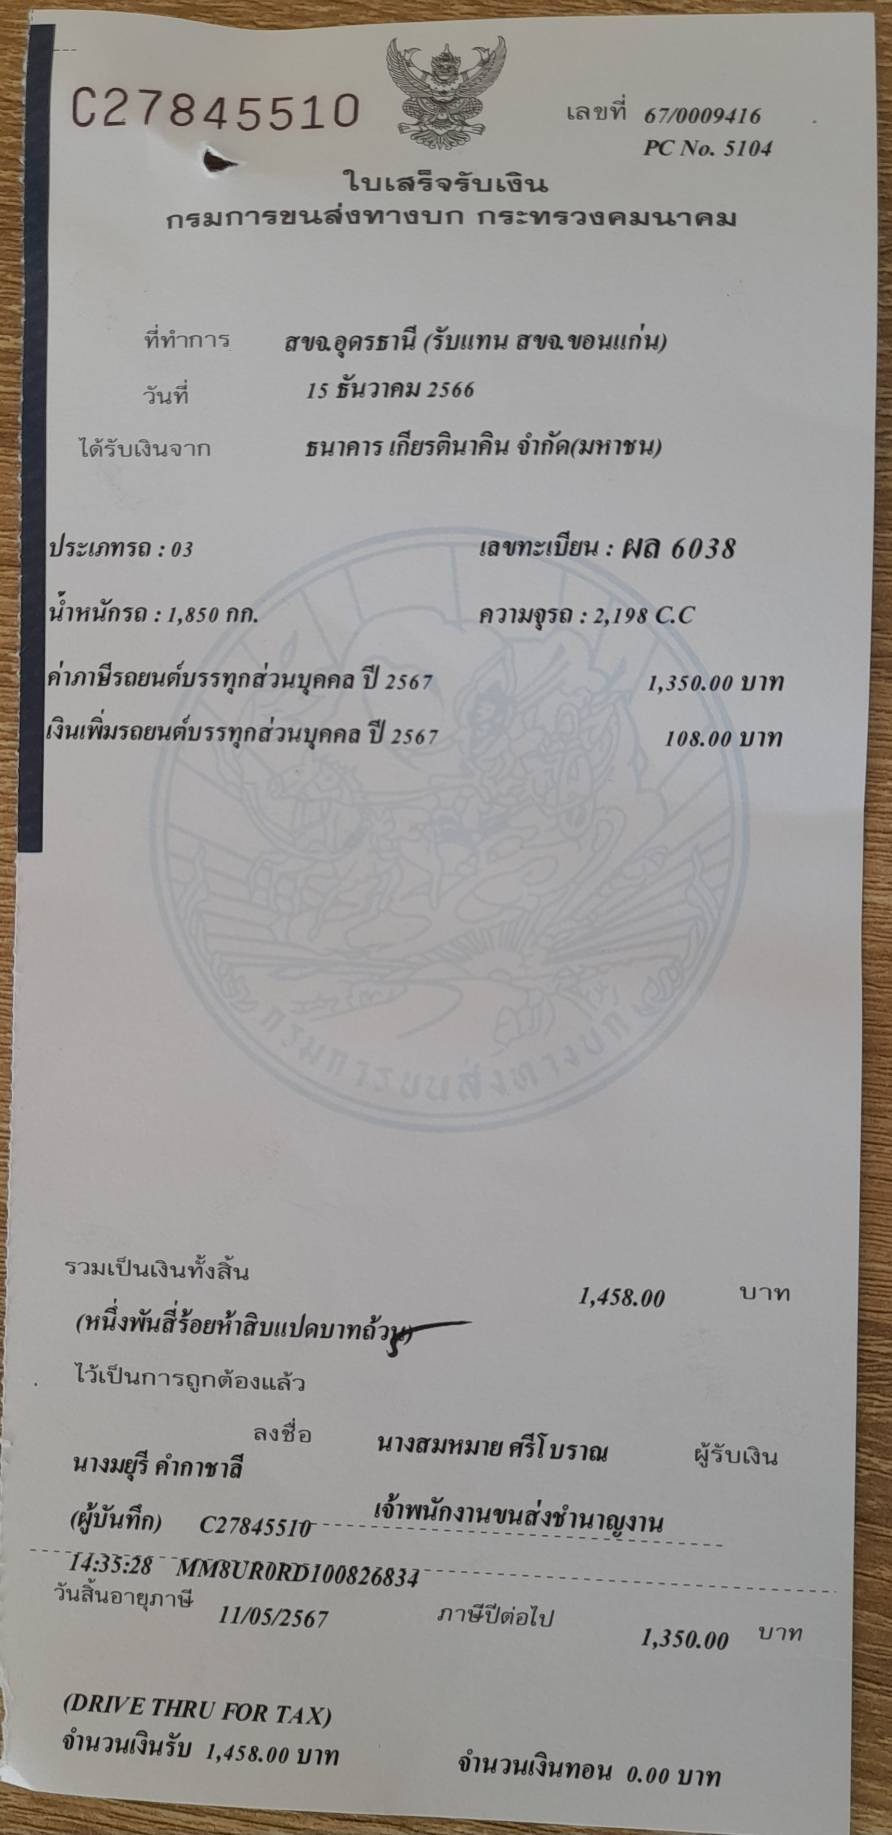 C27845510
เลขที่ 67/0009416
PC No. 5104
ใบเสร็จรับเงิน
กรมการขนส่งทางบก กระทรวงคมนาคม
ที่ทำการ สขจ.อุดรธานี (รับแทน สขจ.ขอนแก่น)
วันที่ 15 ธันวาคม 2566
ได้รับเงินจาก ธนาคาร เกียรตินาคิน จำกัด(มหาชน)
ประเภทรถ : 03 เลขทะเบียน : ผล 6038
น้ำหนักรถ : 1,850 กก. ความจุรถ : 2,198 C.C
ค่าภาษีรถยนต์บรรทุกส่วนบุคคล ปี 2567 1,350.00 บาท
เงินเพิ่มรถยนต์บรรทุกส่วนบุคคล ปี 2567 108.00 บาท
กรมการขนส่งทางบก
รวมเป็นเงินทั้งสิ้น 1,458.00 บาท
(หนึ่งพันสี่ร้อยห้าสิบแปดบาทถ้วน)
ไว้เป็นการถูกต้องแล้ว
ลงชื่อ นางสมหมาย ศรีโบราณ ผู้รับเงิน
นางมยุรี คำกาชาลี
(ผู้บันทึก) C27845510 เจ้าพนักงานขนส่งชำนาญงาน
14:35:28 MM8UR0RD100826834
วันสิ้นอายุภาษี 11/05/2567 ภาษีปีต่อไป 1,350.00 บาท
(DRIVE THRU FOR TAX)
จำนวนเงินรับ 1,458.00 บาท จำนวนเงินทอน 0.00 บาท